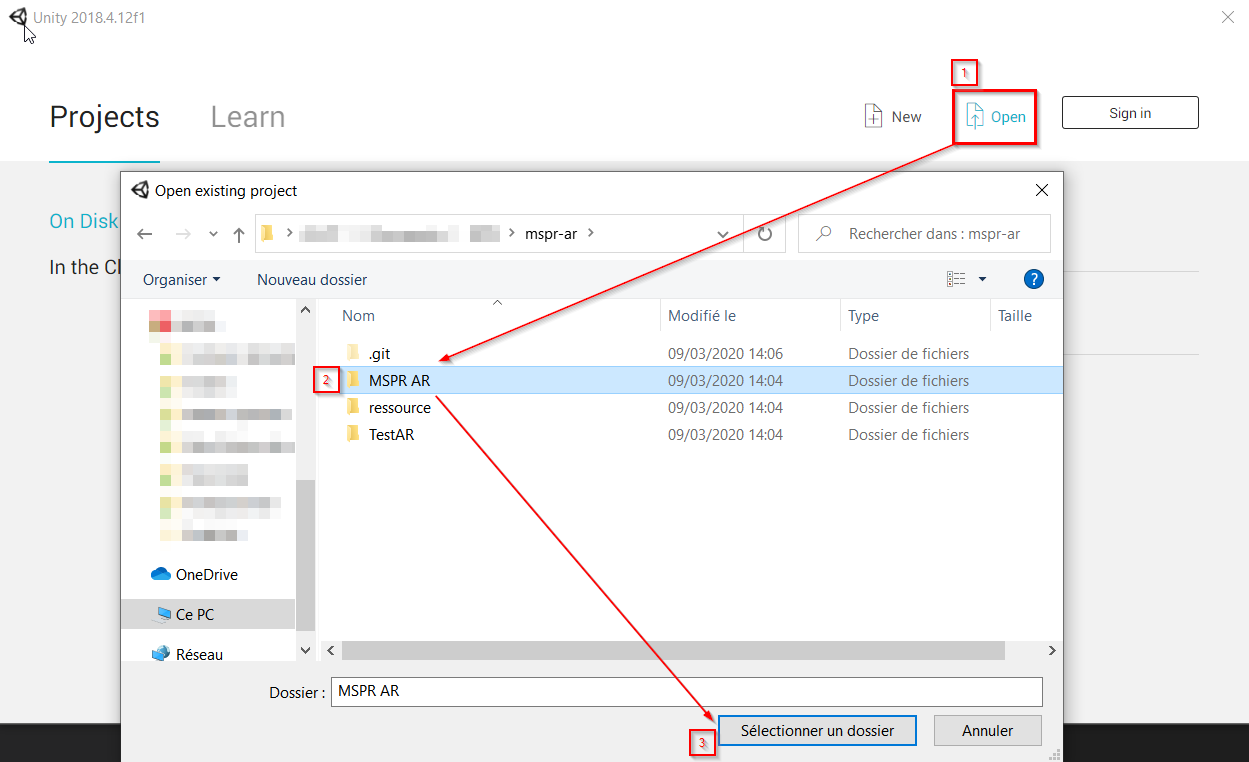 Unity 2018.4.12f1
1
Projects Learn New Open Sign in
Open existing project
On Disk
mspr-ar Rechercher dans : mspr-ar
In the Cl
Organiser Nouveau dossier ?
Nom Modifié le Type Taille
.git 09/03/2020 14:06 Dossier de fichiers
2 MSPR AR 09/03/2020 14:04 Dossier de fichiers
ressource 09/03/2020 14:04 Dossier de fichiers
TestAR 09/03/2020 14:04 Dossier de fichiers
OneDrive
Ce PC
Réseau
Dossier : MSPR AR
3 Sélectionner un dossier Annuler